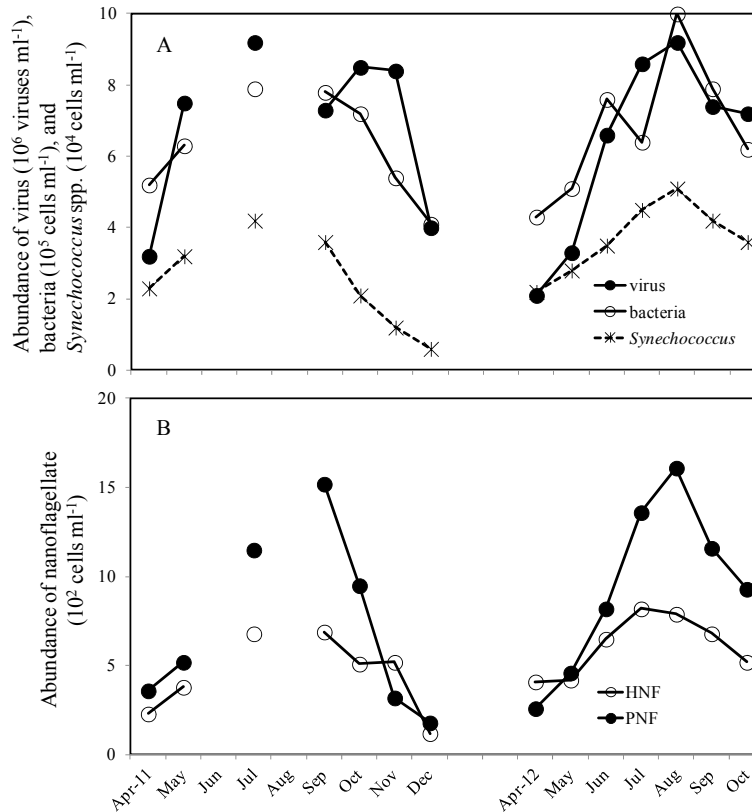 Abundance of virus (10⁶ viruses ml⁻¹),
bacteria (10⁵ cells ml⁻¹), and
Synechococcus spp. (10⁴ cells ml⁻¹)
10
8
6
4
2
0
A
virus
bacteria
Synechococcus
Abundance of nanoflagellate
(10² cells ml⁻¹)
20
15
10
5
0
B
HNF
PNF
Apr-11
May
Jun
Jul
Aug
Sep
Oct
Nov
Dec
Apr-12
May
Jun
Jul
Aug
Sep
Oct